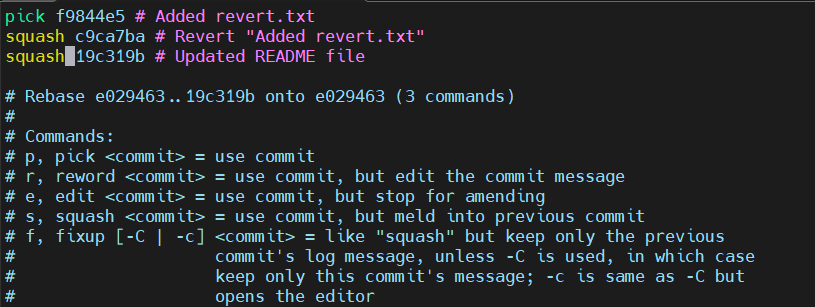 pick f9844e5 # Added revert.txt
squash c9ca7ba # Revert "Added revert.txt"
squash 19c319b # Updated README file

# Rebase e029463..19c319b onto e029463 (3 commands)
#
# Commands:
# p, pick <commit> = use commit
# r, reword <commit> = use commit, but edit the commit message
# e, edit <commit> = use commit, but stop for amending
# s, squash <commit> = use commit, but meld into previous commit
# f, fixup [-C | -c] <commit> = like "squash" but keep only the previous
#                    commit's log message, unless -C is used, in which case
#                    keep only this commit's message; -c is same as -C but
#                    opens the editor